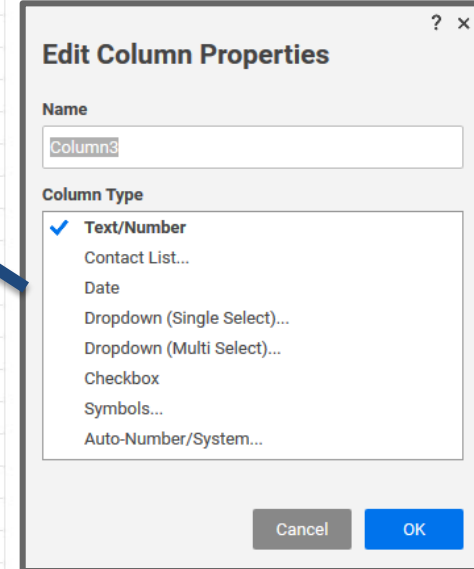 ? ×
Edit Column Properties
Name
Column3
Column Type
Text/Number
Contact List...
Date
Dropdown (Single Select)...
Dropdown (Multi Select)...
Checkbox
Symbols...
Auto-Number/System...
Cancel OK